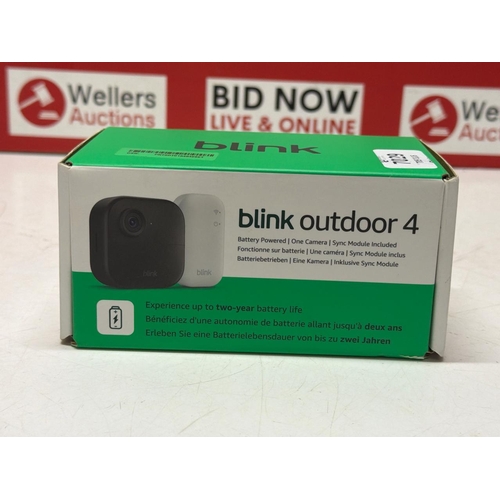 Wellers
Auctions
BID NOW
LIVE & ONLINE
Wellers
Auctions
blink
blink outdoor 4
Battery Powered | One Camera | Sync Module Included
Fonctionne sur batterie | Une caméra | Sync Module Inclus
Batteriebetrieben | Eine Kamera | Inklusive Sync Module
blink
blink
Experience up to two-year battery life
Bénéficiez d'une autonomie de batterie allant jusqu'à deux ans
Erleben Sie eine Batterielebensdauer von bis zu zwei Jahren